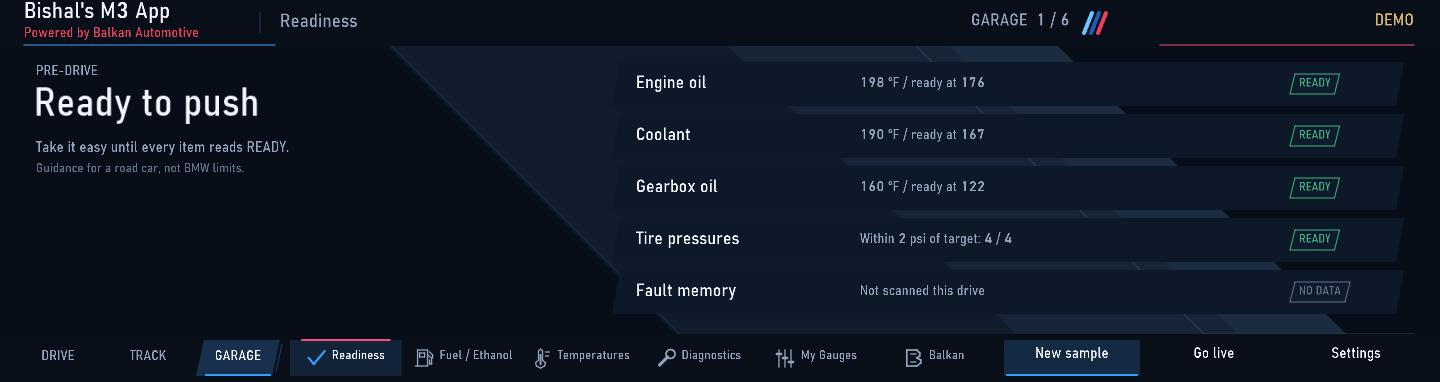 Bishal's M3 App
Powered by Balkan Automotive
Readiness
GARAGE 1 / 6
DEMO
PRE-DRIVE
Ready to push
Take it easy until every item reads READY.
Guidance for a road car, not BMW limits.
Engine oil 198 °F / ready at 176 READY
Coolant 190 °F / ready at 167 READY
Gearbox oil 160 °F / ready at 122 READY
Tire pressures Within 2 psi of target: 4 / 4 READY
Fault memory Not scanned this drive NO DATA
DRIVE TRACK GARAGE Readiness Fuel / Ethanol Temperatures Diagnostics My Gauges Balkan New sample Go live Settings